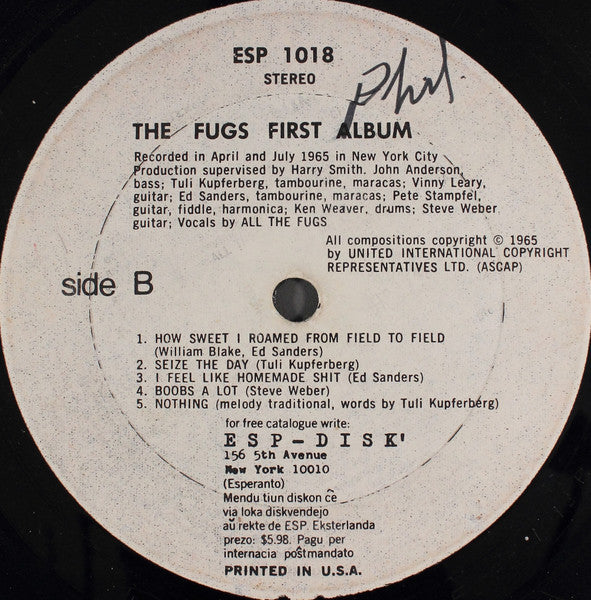 ESP 1018
STEREO
Phil
THE FUGS FIRST ALBUM
Recorded in April and July 1965 in New York City
Production supervised by Harry Smith. John Anderson,
bass; Tuli Kupferberg, tambourine, maracas; Vinny Leary,
guitar; Ed Sanders, tambourine, maracas; Pete Stampfel,
guitar, fiddle, harmonica; Ken Weaver, drums; Steve Weber
guitar; Vocals by ALL THE FUGS
All compositions copyright © 1965
by UNITED INTERNATIONAL COPYRIGHT
REPRESENTATIVES LTD. (ASCAP)
side B
1. HOW SWEET I ROAMED FROM FIELD TO FIELD
(William Blake, Ed Sanders)
2. SEIZE THE DAY (Tuli Kupferberg)
3. I FEEL LIKE HOMEMADE SHIT (Ed Sanders)
4. BOOBS A LOT (Steve Weber)
5. NOTHING (melody traditional, words by Tuli Kupferberg)
for free catalogue write:
ESP-DISK'
156 5th Avenue
New York 10010
(Esperanto)
Mendu tiun diskon ĉe
via loka diskvendejo
aŭ rekte de ESP. Eksterlanda
prezo: $5.98. Pagu per
internacia poŝtmandato
PRINTED IN U.S.A.